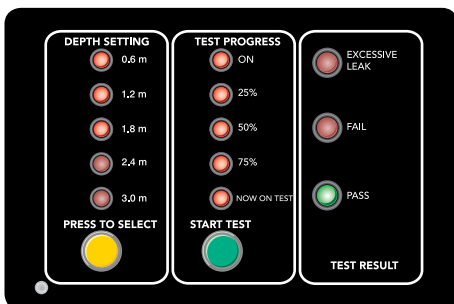 DEPTH SETTING
0.6 m
1.2 m
1.8 m
2.4 m
3.0 m
PRESS TO SELECT
TEST PROGRESS
ON
25%
50%
75%
NOW ON TEST
START TEST
EXCESSIVE
LEAK
FAIL
PASS
TEST RESULT